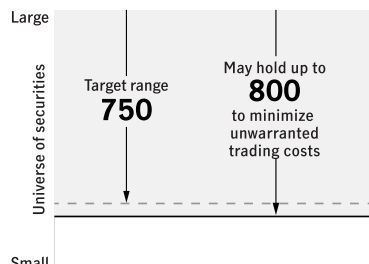 Large
Universe of securities
Target range
750
May hold up to
800
to minimize
unwarranted
trading costs
Small